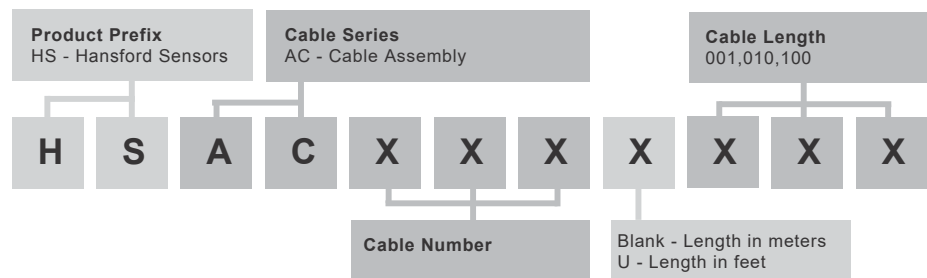 Product Prefix
HS - Hansford Sensors
Cable Series
AC - Cable Assembly
Cable Length
001,010,100
H S A C X X X X X X X
Cable Number
Blank - Length in meters
U - Length in feet